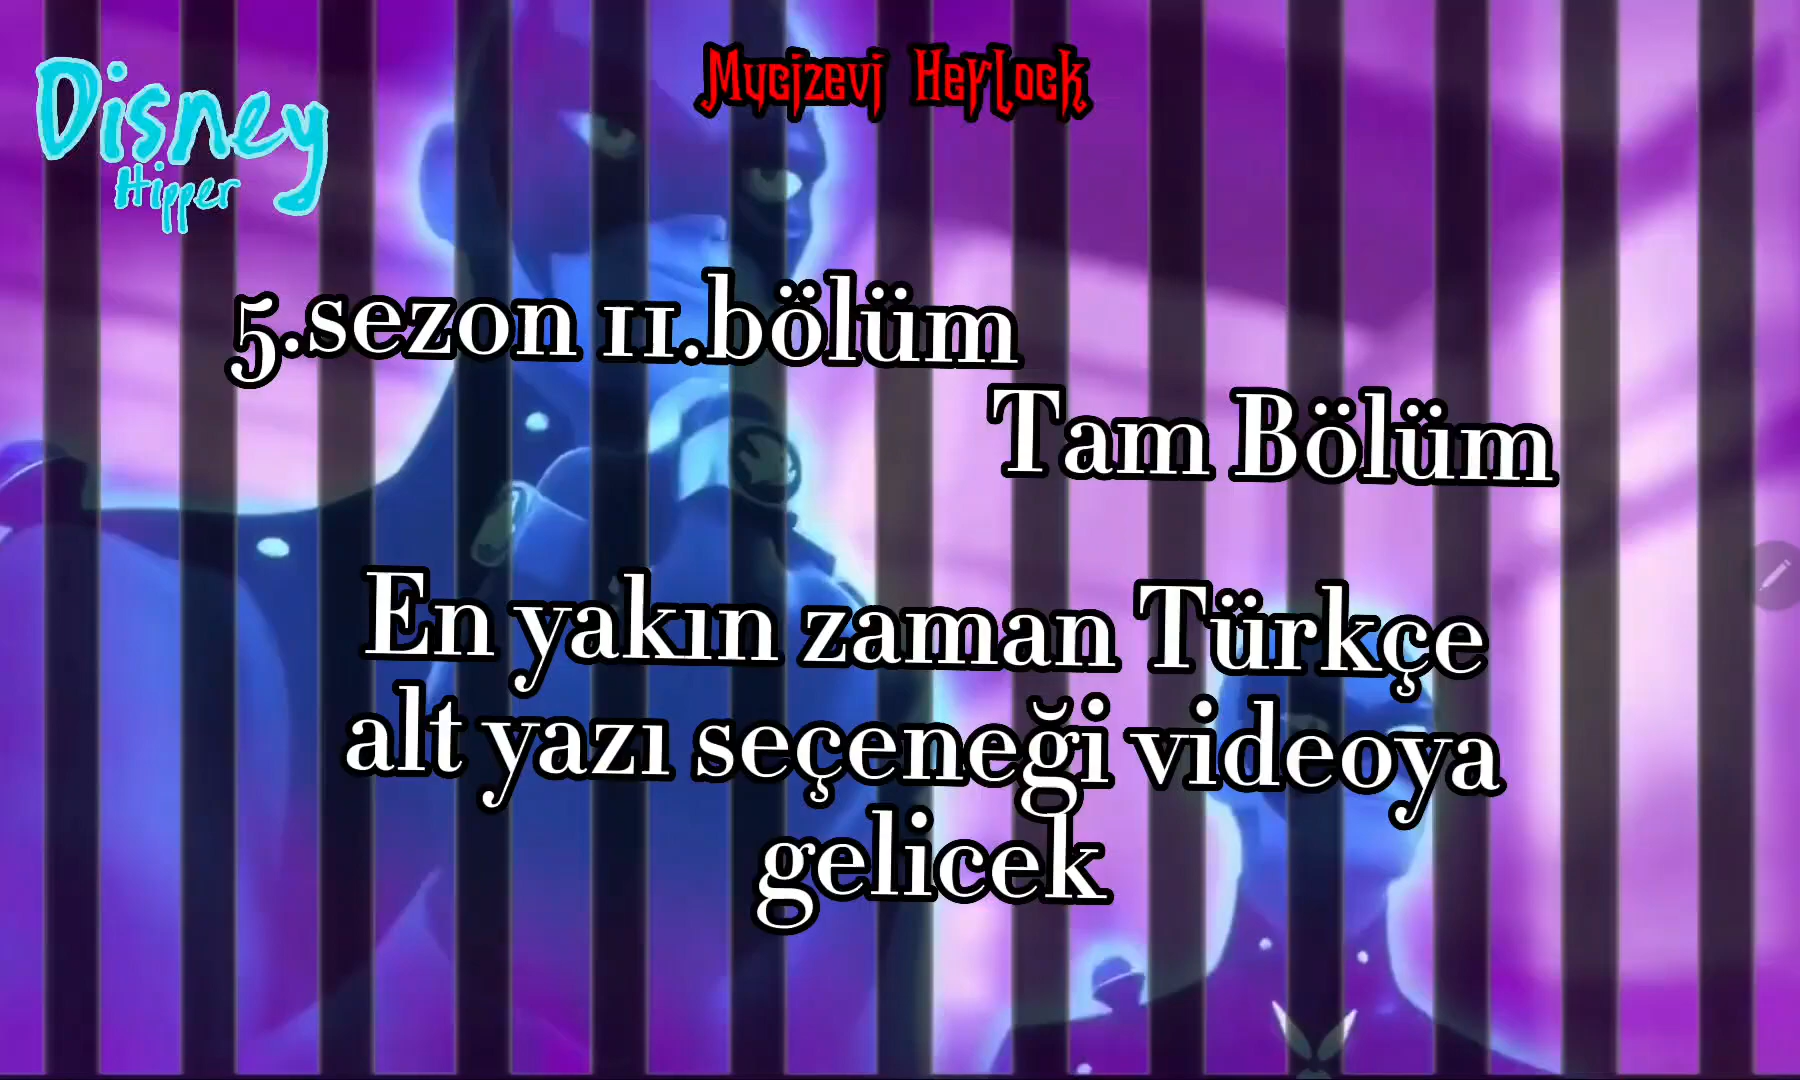 Mucizevi Herlock
Disney
Hipper
5.sezon 11.bölüm
Tam Bölüm
En yakın zaman Türkçe
alt yazı seçeneği videoya
gelicek